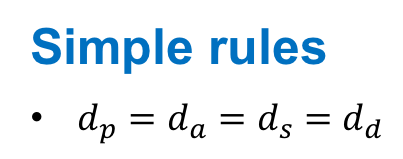 Simple rules
• d_p = d_a = d_s = d_d